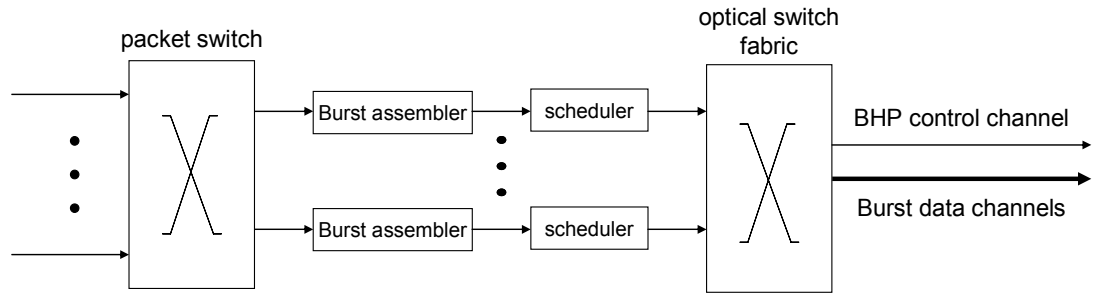 packet switch
optical switch
fabric
Burst assembler
scheduler
BHP control channel
Burst data channels
Burst assembler
scheduler